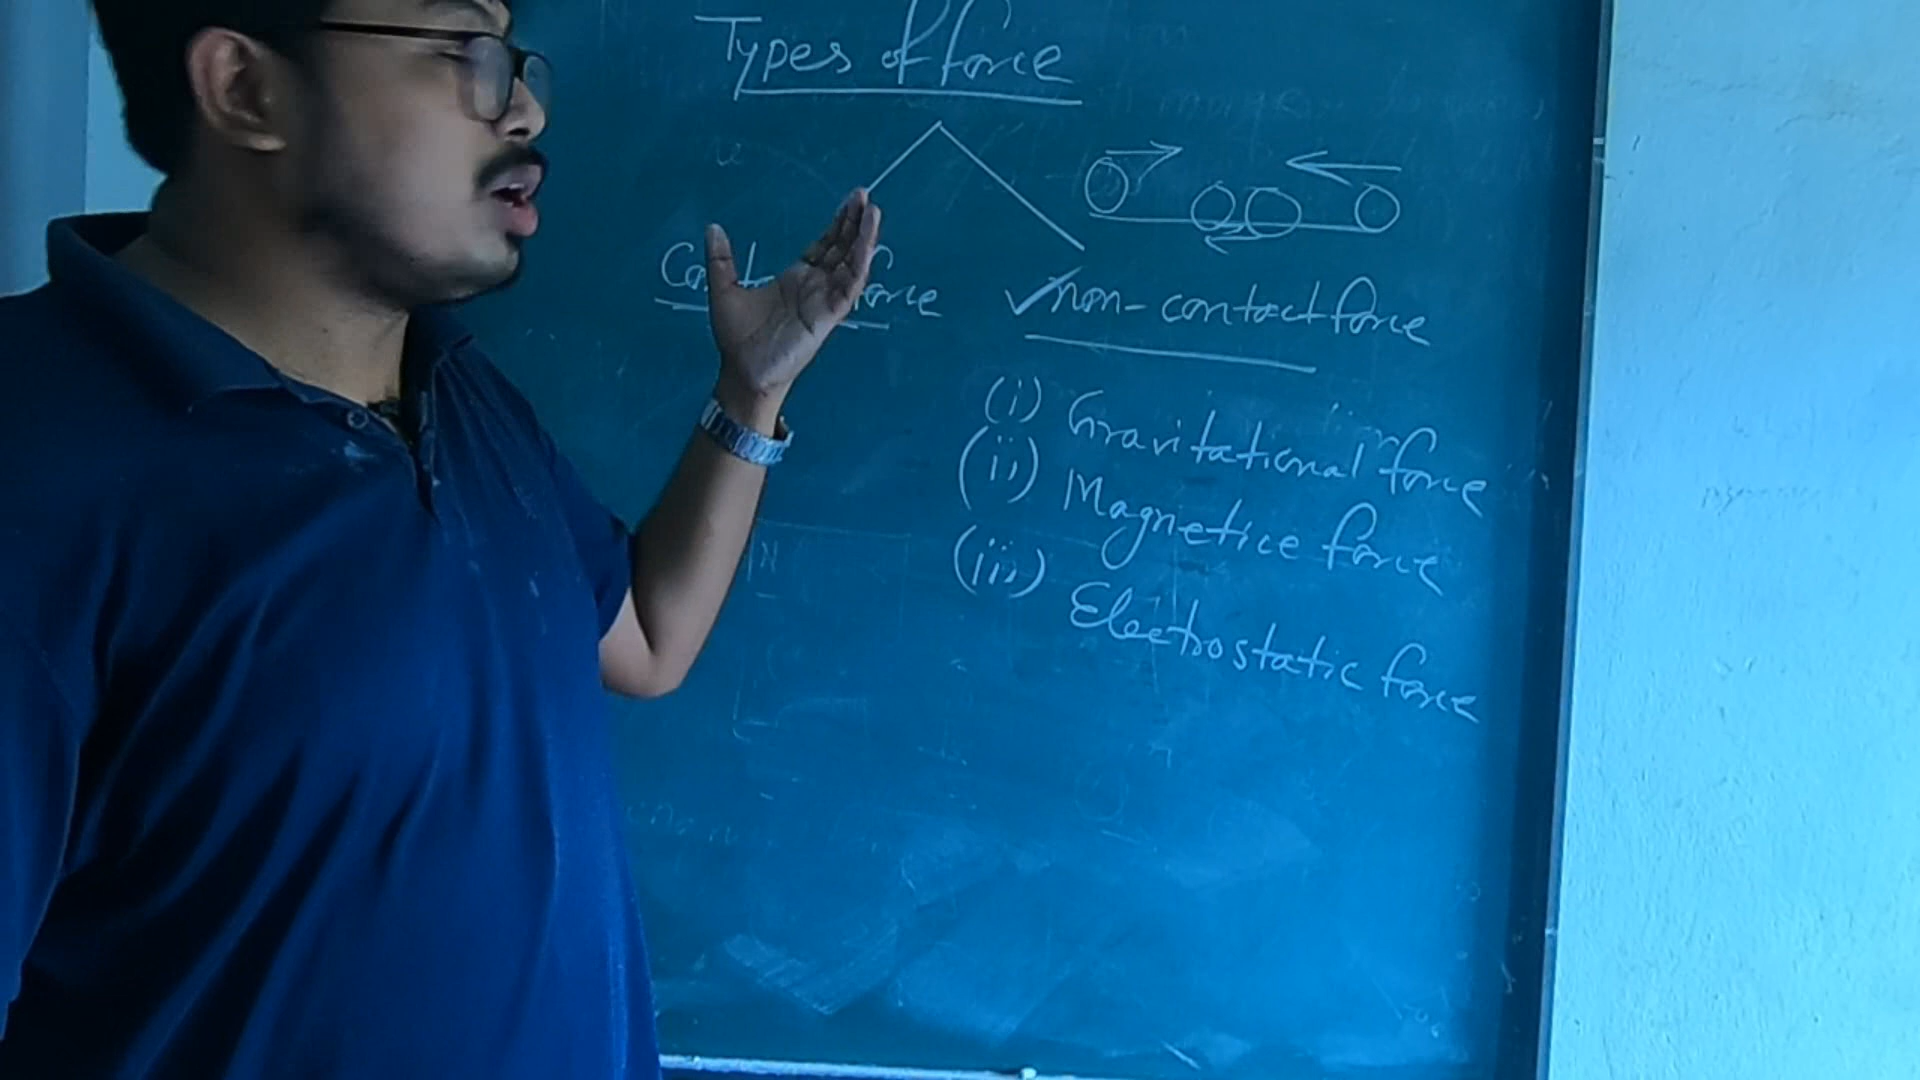 Types of force
Contact force
✓non-contact force
(i) Gravitational force
(ii) Magnetice force
(iii) Electrostatic force